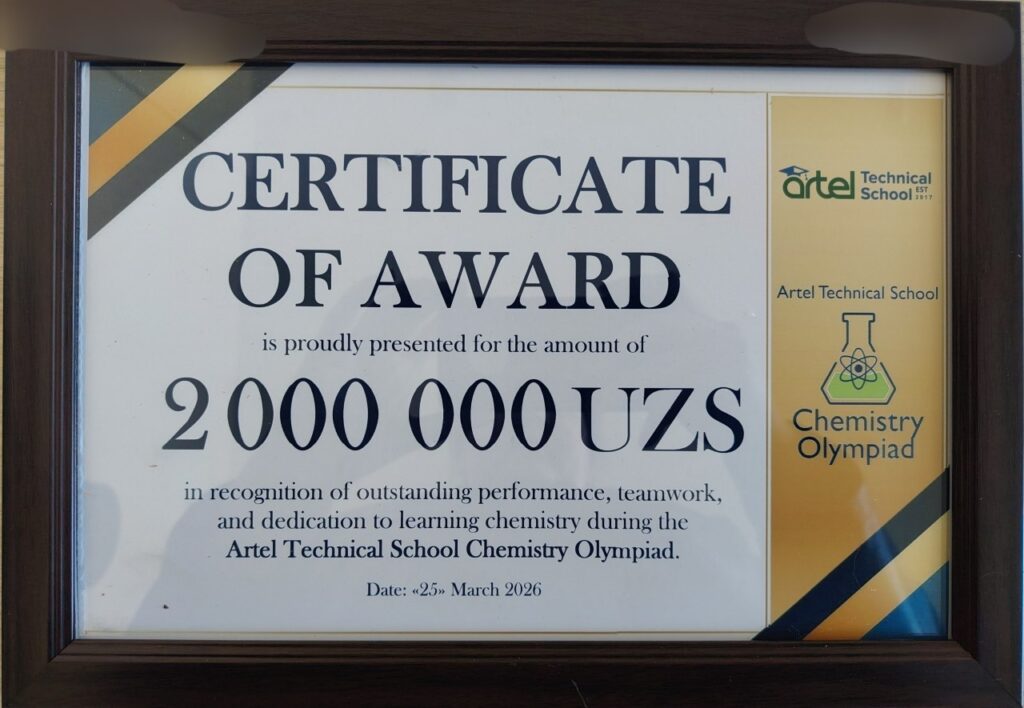 CERTIFICATE
OF AWARD
is proudly presented for the amount of
2 000 000 UZS
in recognition of outstanding performance, teamwork,
and dedication to learning chemistry during the
Artel Technical School Chemistry Olympiad.
Date: «25» March 2026
artel Technical
School EST
2017
Artel Technical School
Chemistry
Olympiad